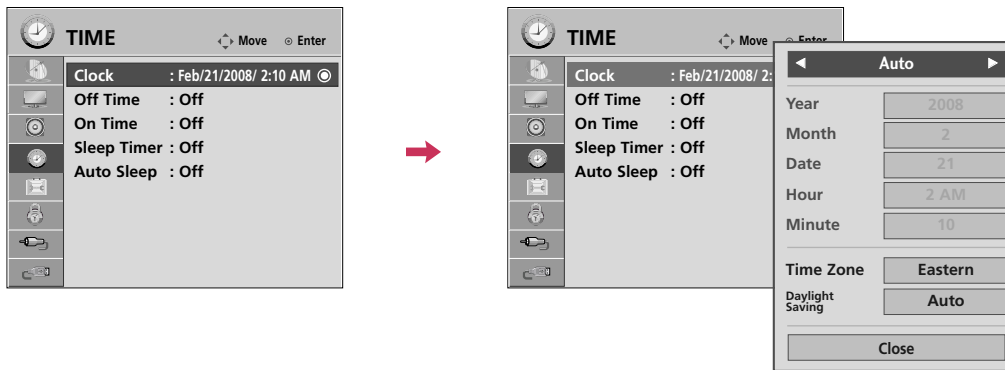 TIME
Move Enter
Clock : Feb/21/2008/ 2:10 AM
Off Time : Off
On Time : Off
Sleep Timer : Off
Auto Sleep : Off
TIME
Move Enter
Clock : Feb/21/2008/ 2:
Off Time : Off
On Time : Off
Sleep Timer : Off
Auto Sleep : Off
Auto
Year 2008
Month 2
Date 21
Hour 2 AM
Minute 10
Time Zone Eastern
Daylight
Saving Auto
Close